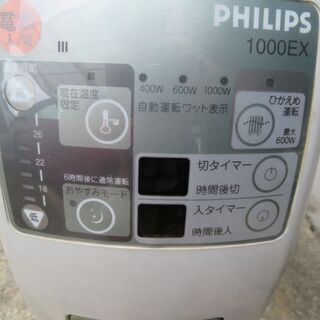 PHILIPS
1000EX
400W 600W 1000W
自動運転ワット表示
現在温度
固定
ひかえめ
運転
最大
600W
26
22
18
低
6時間後に通常運転
おやすみモード
切タイマー
時間後切
入タイマー
時間後入